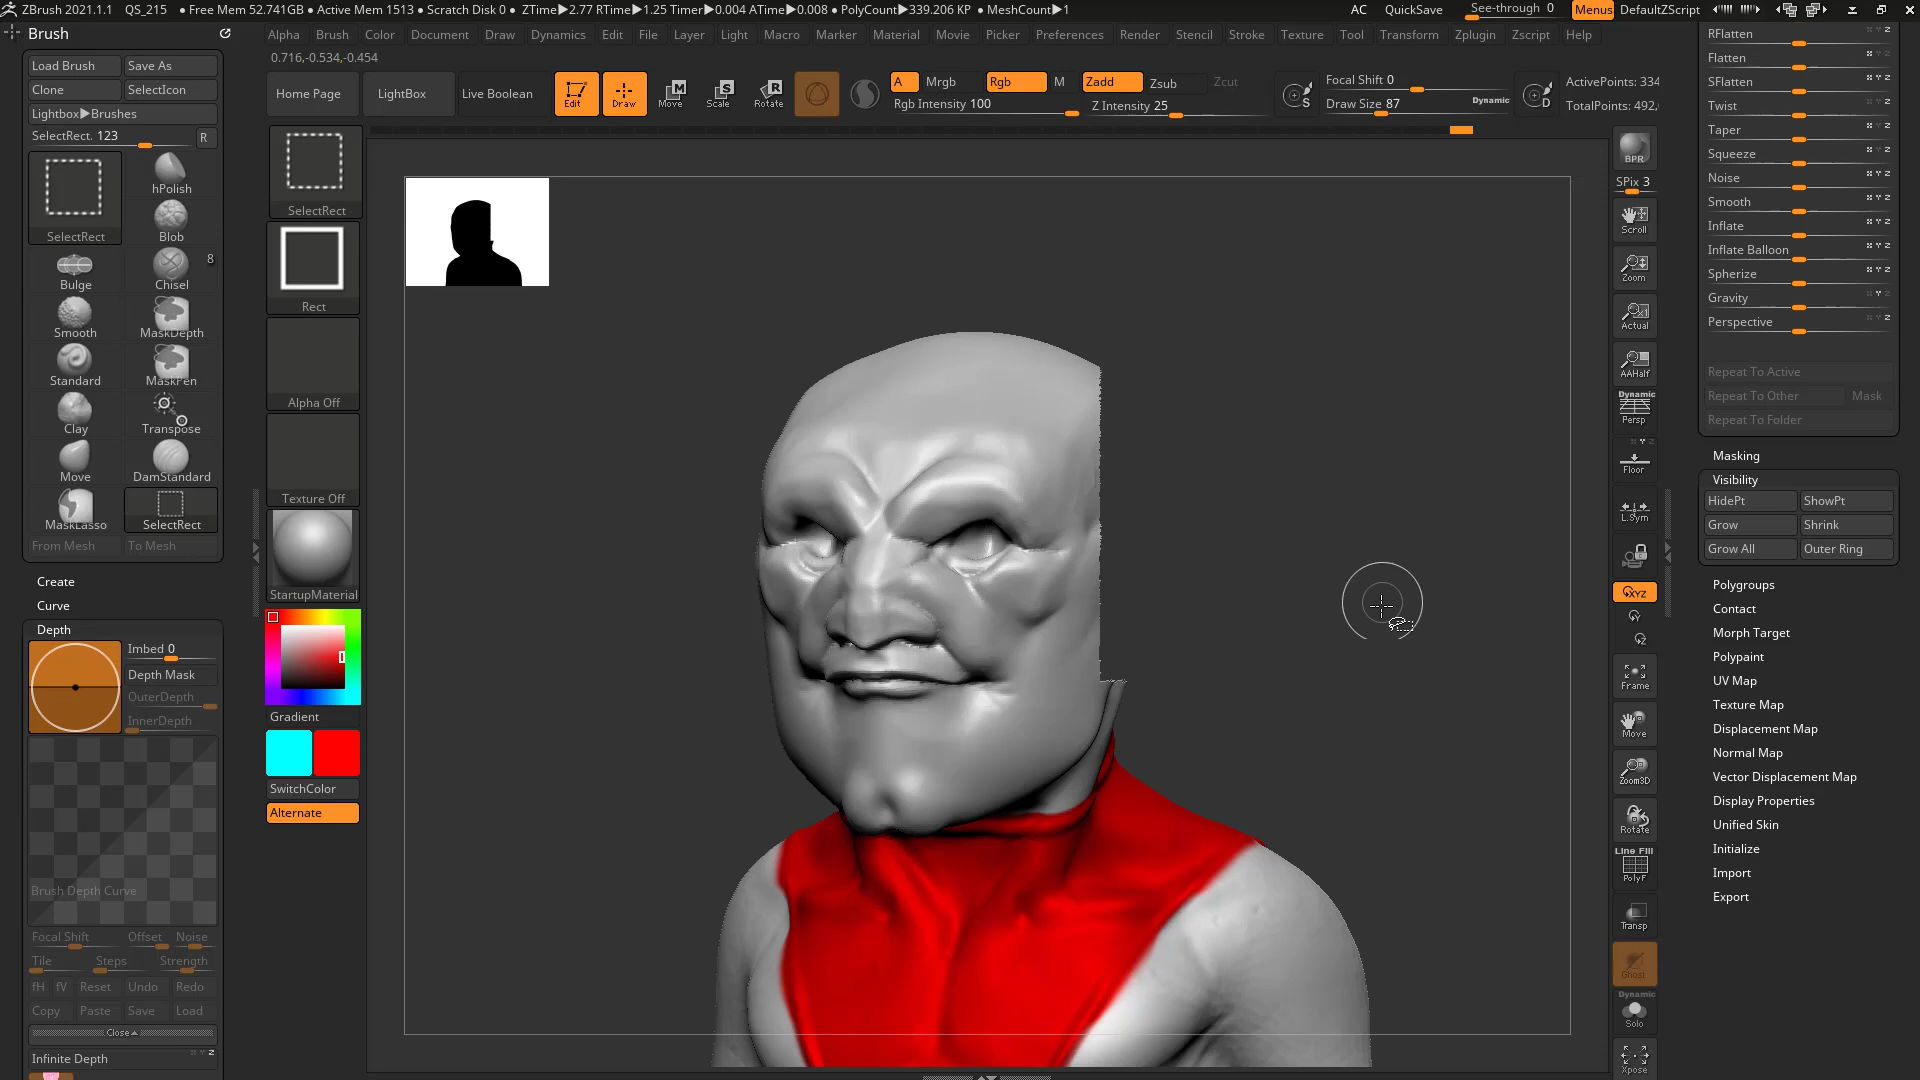 ZBrush 2021.1.1 QS_215 • Free Mem 52.741GB • Active Mem 1513 • Scratch Disk 0 • ZTime▶2.77 RTime▶1.25 Timer▶0.004 ATime▶0.008 • PolyCount▶339.206 KP • MeshCount▶1 AC QuickSave See-through 0 Menus DefaultZScript
Brush
Alpha Brush Color Document Draw Dynamics Edit File Layer Light Macro Marker Material Movie Picker Preferences Render Stencil Stroke Texture Tool Transform Zplugin Zscript Help
0.716,-0.534,-0.454
Load Brush Save As
Clone SelectIcon
Lightbox▶Brushes
SelectRect. 123 R
SelectRect
hPolish
Blob
Bulge
Chisel 8
Smooth
MaskDepth
Standard
MaskPen
Clay
Transpose
Move
DamStandard
MaskLasso
SelectRect
From Mesh To Mesh
Create
Curve
Depth
Imbed 0
Depth Mask
OuterDepth
InnerDepth
Brush Depth Curve
Focal Shift Offset Noise
Tile Steps Strength
fH fV Reset Undo Redo
Copy Paste Save Load
Close
Infinite Depth
Home Page LightBox Live Boolean
Edit
Draw
Move M
Scale S
Rotate R
A Mrgb Rgb M Zadd Zsub Zcut
Rgb Intensity 100 Z Intensity 25
S
Focal Shift 0
Draw Size 87 Dynamic
D
ActivePoints: 334
TotalPoints: 492,
SelectRect
Rect
Alpha Off
Texture Off
StartupMaterial
Gradient
SwitchColor
Alternate
BPR
SPix 3
Scroll
Zoom
Actual
AAHalf
Dynamic
Persp
Floor
L.Sym
XYZ
Frame
Move
Zoom3D
Rotate
Line Fill
PolyF
Transp
Ghost
Dynamic
Solo
Xpose
RFlatten
Flatten
SFlatten
Twist
Taper
Squeeze
Noise
Smooth
Inflate
Inflate Balloon
Spherize
Gravity
Perspective
Repeat To Active
Repeat To Other Mask
Repeat To Folder
Masking
Visibility
HidePt ShowPt
Grow Shrink
Grow All Outer Ring
Polygroups
Contact
Morph Target
Polypaint
UV Map
Texture Map
Displacement Map
Normal Map
Vector Displacement Map
Display Properties
Unified Skin
Initialize
Import
Export